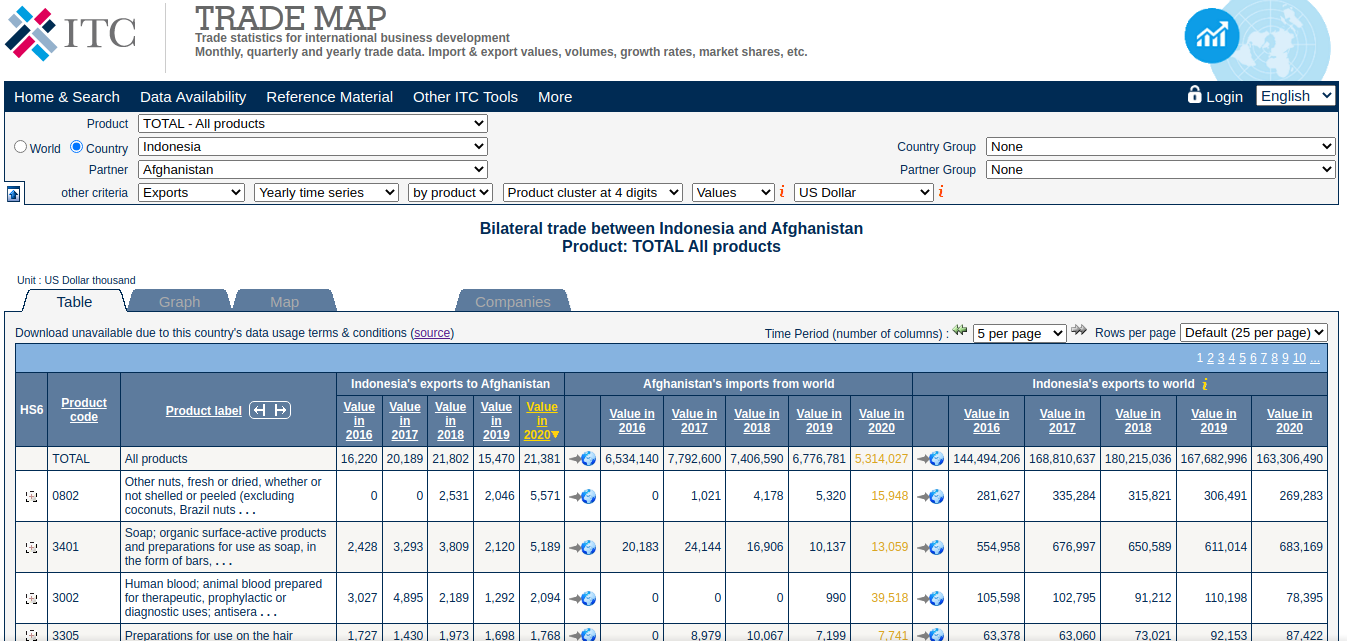 ITC
TRADE MAP
Trade statistics for international business development
Monthly, quarterly and yearly trade data. Import & export values, volumes, growth rates, market shares, etc.
Home & Search Data Availability Reference Material Other ITC Tools More Login English
Product TOTAL - All products
World Country Indonesia Country Group None
Partner Afghanistan Partner Group None
other criteria Exports Yearly time series by product Product cluster at 4 digits Values i US Dollar i
Bilateral trade between Indonesia and Afghanistan
Product: TOTAL All products
Unit : US Dollar thousand
Table Graph Map Companies
Download unavailable due to this country's data usage terms & conditions (source) Time Period (number of columns) : 5 per page Rows per page Default (25 per page)
1 2 3 4 5 6 7 8 9 10 ...
HS6 Product code Product label Indonesia's exports to Afghanistan Afghanistan's imports from world Indonesia's exports to world i
Value in 2016 Value in 2017 Value in 2018 Value in 2019 Value in 2020▼ Value in 2016 Value in 2017 Value in 2018 Value in 2019 Value in 2020 Value in 2016 Value in 2017 Value in 2018 Value in 2019 Value in 2020
TOTAL All products 16,220 20,189 21,802 15,470 21,381 6,534,140 7,792,600 7,406,590 6,776,781 5,314,027 144,494,206 168,810,637 180,215,036 167,682,996 163,306,490
0802 Other nuts, fresh or dried, whether or
not shelled or peeled (excluding
coconuts, Brazil nuts . . . 0 0 2,531 2,046 5,571 0 1,021 4,178 5,320 15,948 281,627 335,284 315,821 306,491 269,283
3401 Soap; organic surface-active products
and preparations for use as soap, in
the form of bars, . . . 2,428 3,293 3,809 2,120 5,189 20,183 24,144 16,906 10,137 13,059 554,958 676,997 650,589 611,014 683,169
3002 Human blood; animal blood prepared
for therapeutic, prophylactic or
diagnostic uses; antisera . . . 3,027 4,895 2,189 1,292 2,094 0 0 0 990 39,518 105,598 102,795 91,212 110,198 78,395
3305 Preparations for use on the hair 1,727 1,430 1,973 1,698 1,768 0 8,979 10,067 7,199 7,741 63,378 63,060 73,021 92,153 87,422